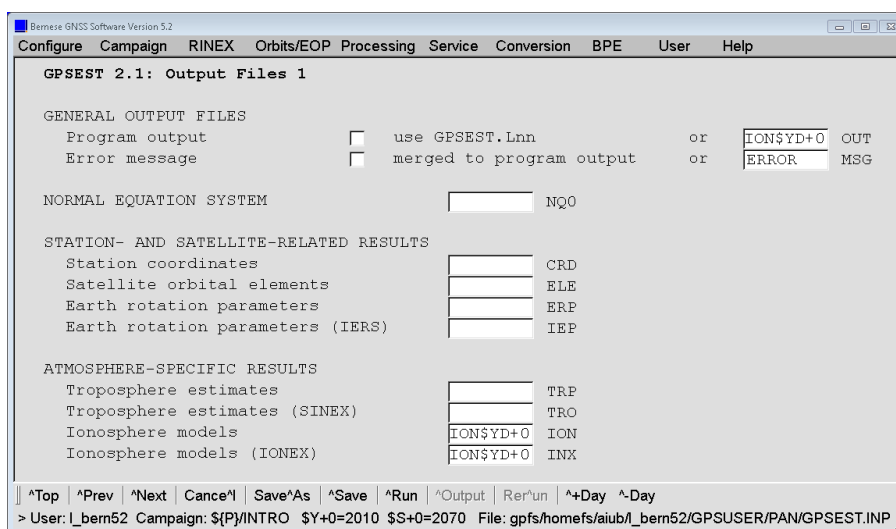 Bernese GNSS Software Version 5.2
Configure Campaign RINEX Orbits/EOP Processing Service Conversion BPE User Help
GPSEST 2.1: Output Files 1
GENERAL OUTPUT FILES
Program output use GPSEST.Lnn or ION$YD+0 OUT
Error message merged to program output or ERROR MSG
NORMAL EQUATION SYSTEM NQ0
STATION- AND SATELLITE-RELATED RESULTS
Station coordinates CRD
Satellite orbital elements ELE
Earth rotation parameters ERP
Earth rotation parameters (IERS) IEP
ATMOSPHERE-SPECIFIC RESULTS
Troposphere estimates TRP
Troposphere estimates (SINEX) TRO
Ionosphere models ION$YD+0 ION
Ionosphere models (IONEX) ION$YD+0 INX
^Top ^Prev ^Next Cance^l Save^As ^Save ^Run ^Output Rer^un ^+Day ^-Day
> User: l_bern52 Campaign: ${P}/INTRO $Y+0=2010 $S+0=2070 File: gpfs/homefs/aiub/l_bern52/GPSUSER/PAN/GPSEST.INP